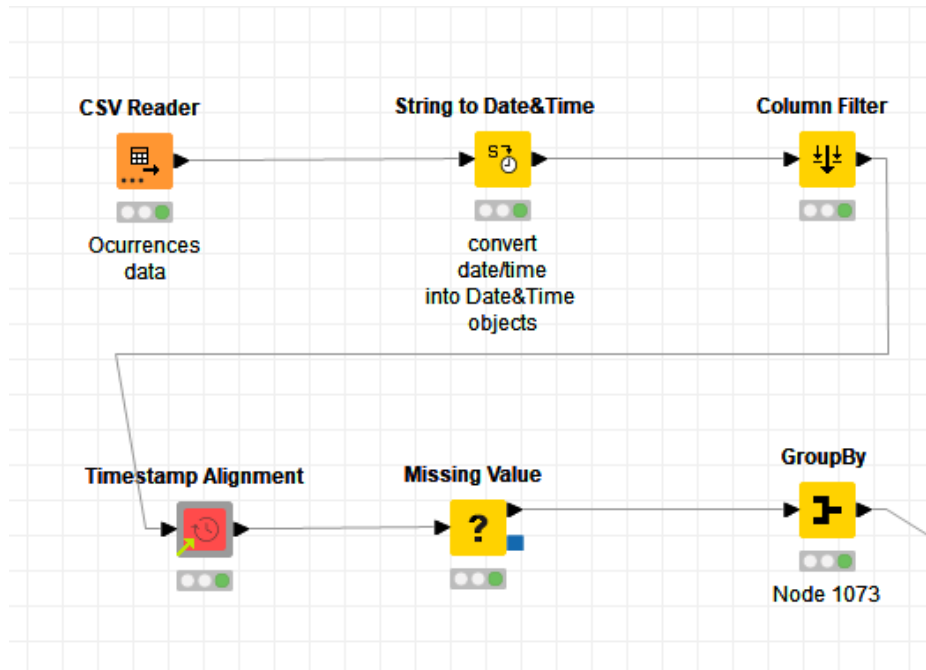 CSV Reader
String to Date&Time
Column Filter
S
Ocurrences
data
convert
date/time
into Date&Time
objects
Timestamp Alignment
Missing Value
GroupBy
?
Node 1073